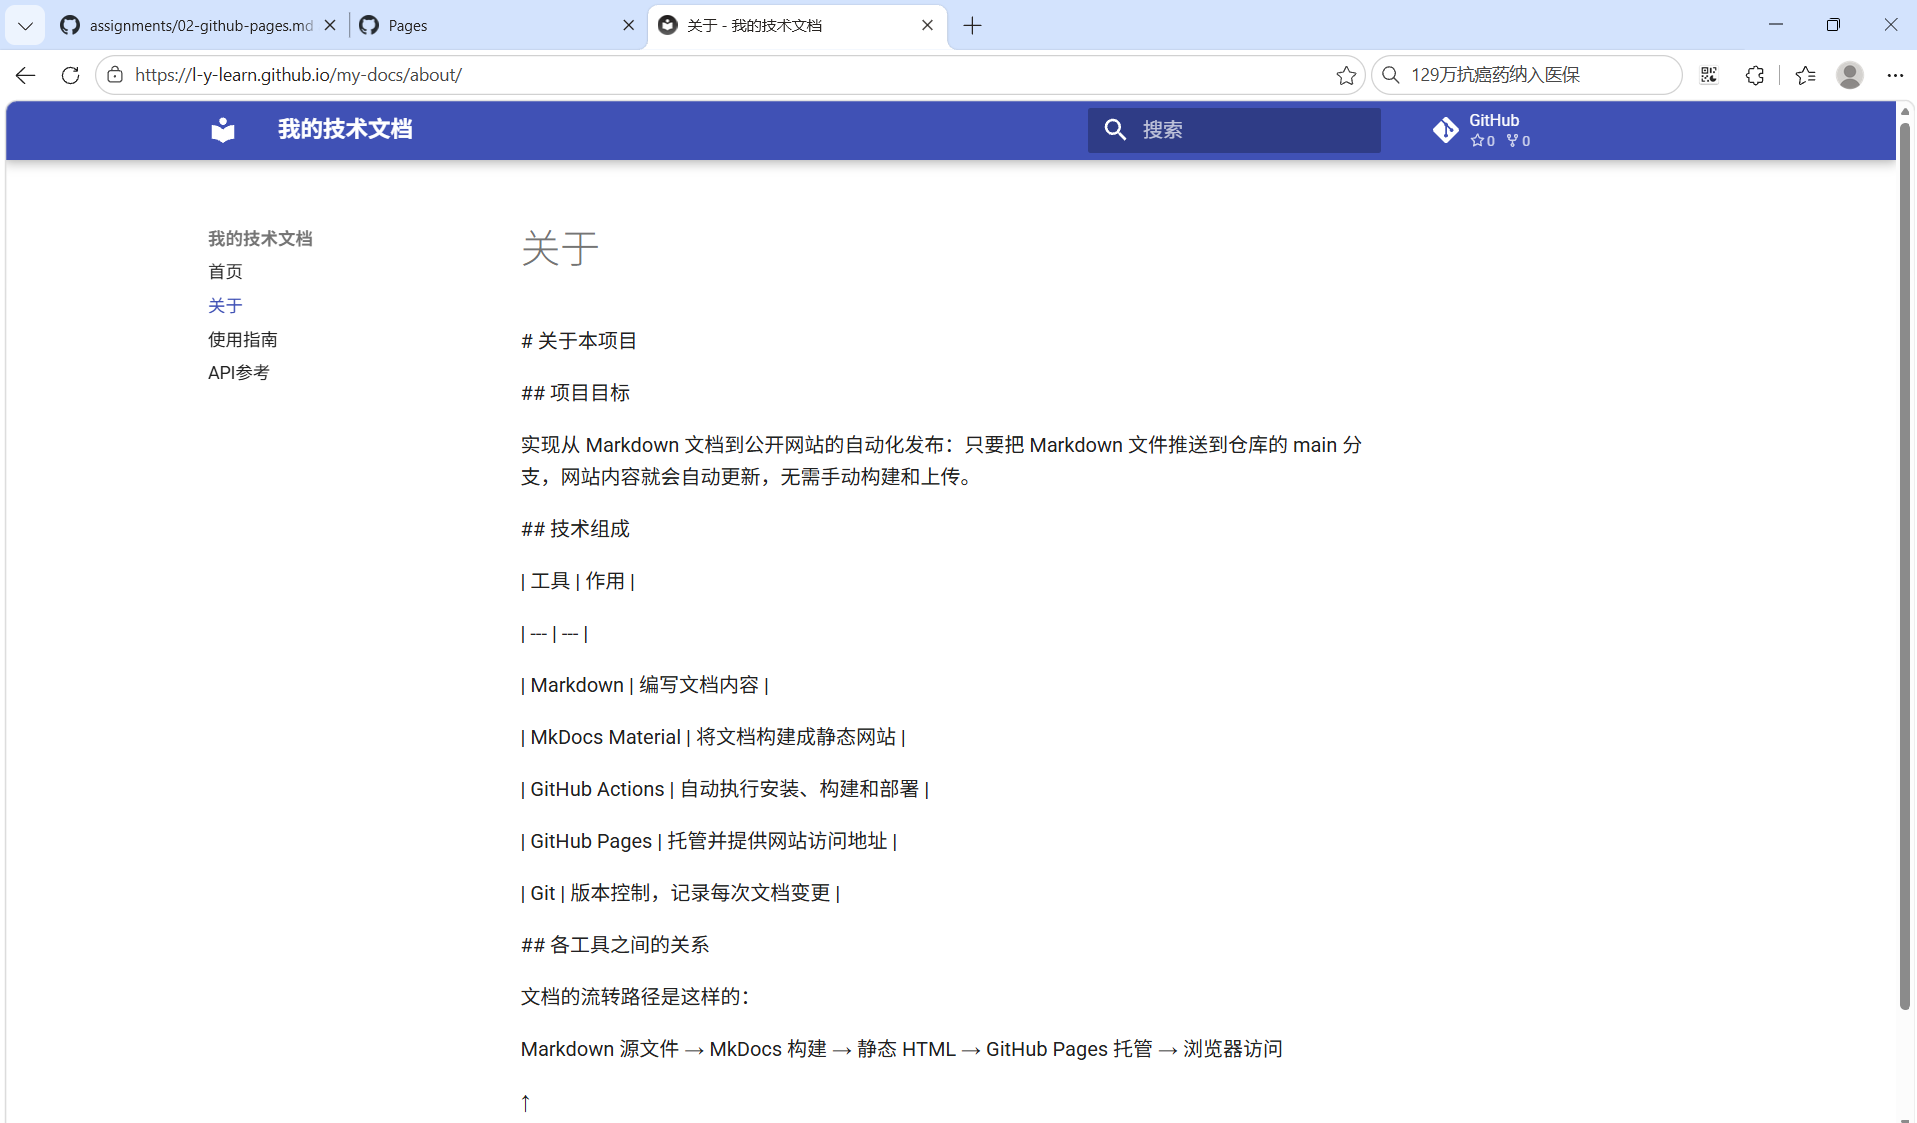 assignments/02-github-pages.md
Pages
关于 - 我的技术文档
https://l-y-learn.github.io/my-docs/about/
129万抗癌药纳入医保
我的技术文档
搜索
GitHub
0 0
我的技术文档
首页
关于
使用指南
API参考
关于
# 关于本项目
## 项目目标
实现从 Markdown 文档到公开网站的自动化发布：只要把 Markdown 文件推送到仓库的 main 分
支，网站内容就会自动更新，无需手动构建和上传。
## 技术组成
| 工具 | 作用 |
| --- | --- |
| Markdown | 编写文档内容 |
| MkDocs Material | 将文档构建成静态网站 |
| GitHub Actions | 自动执行安装、构建和部署 |
| GitHub Pages | 托管并提供网站访问地址 |
| Git | 版本控制，记录每次文档变更 |
## 各工具之间的关系
文档的流转路径是这样的：
Markdown 源文件 → MkDocs 构建 → 静态 HTML → GitHub Pages 托管 → 浏览器访问
↑